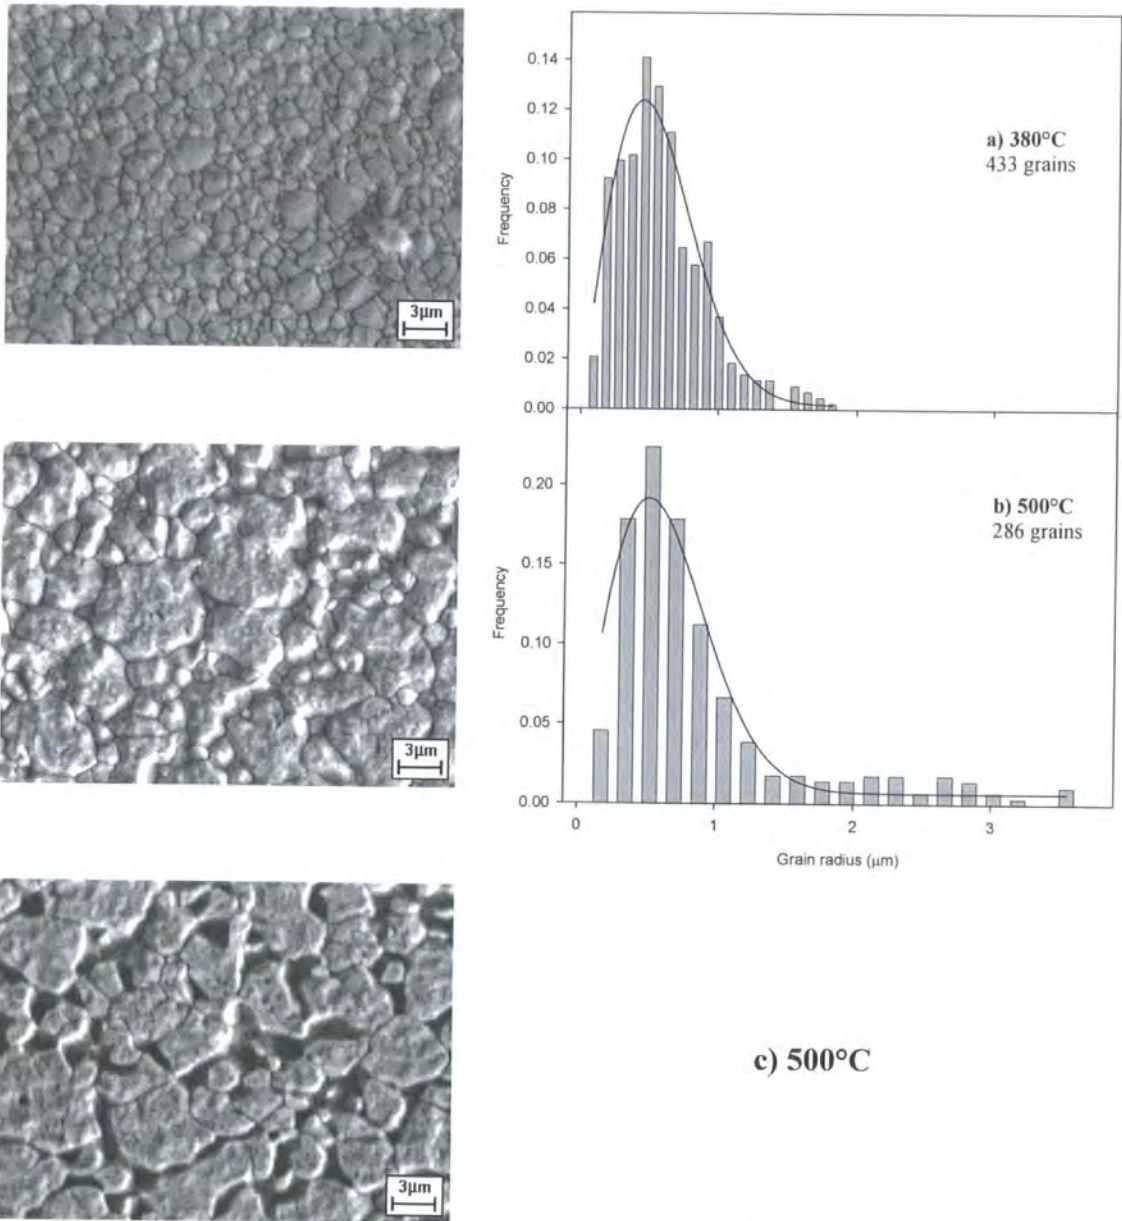 3µm
0.14
0.12
0.10
0.08
0.06
0.04
0.02
0.00
Frequency
a) 380°C
433 grains
3µm
0.20
0.15
0.10
0.05
0.00
Frequency
b) 500°C
286 grains
0 1 2 3
Grain radius (µm)
3µm
c) 500°C